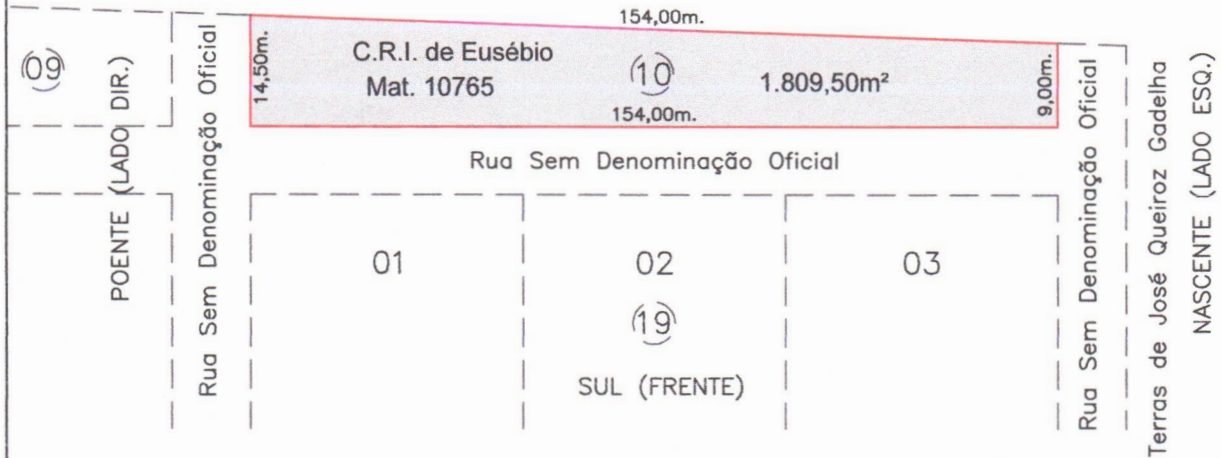 154,00m.
(09)
POENTE (LADO DIR.)
Rua Sem Denominação Oficial
14,50m.
C.R.I. de Eusébio
Mat. 10765
(10)
1.809,50m²
9,00m.
154,00m.
Rua Sem Denominação Oficial
01
02
03
(19)
SUL (FRENTE)
Rua Sem Denominação Oficial
Terras de José Queiroz Gadelha
NASCENTE (LADO ESQ.)